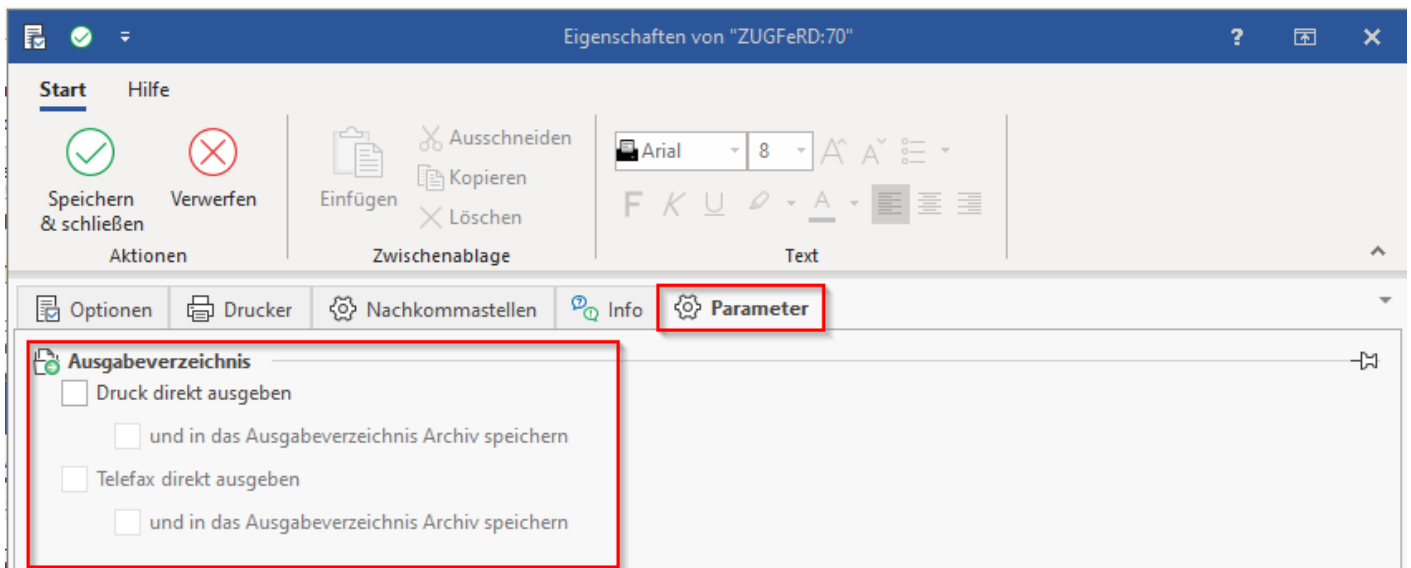 Eigenschaften von "ZUGFeRD:70"
?
Start Hilfe
Speichern
& schließen
Verwerfen
Aktionen
Einfügen
Ausschneiden
Kopieren
Löschen
Zwischenablage
Arial 8
F K U A
Text
Optionen Drucker Nachkommastellen Info Parameter
Ausgabeverzeichnis
Druck direkt ausgeben
und in das Ausgabeverzeichnis Archiv speichern
Telefax direkt ausgeben
und in das Ausgabeverzeichnis Archiv speichern